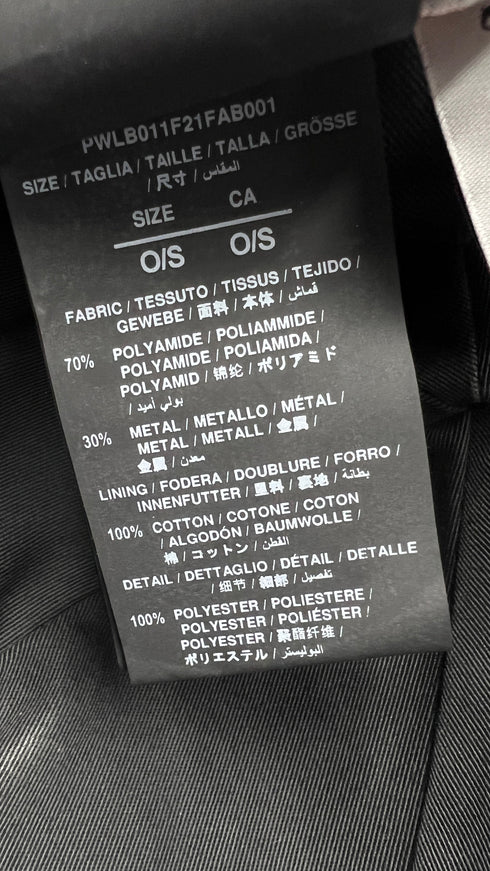 PWLB011F21FAB001
SIZE / TAGLIA / TAILLE / TALLA / GRÖSSE
/ 尺寸 / المقاس
SIZE CA
O/S O/S
FABRIC / TESSUTO / TISSUS / TEJIDO /
GEWEBE / 面料 / 本体 / قماش
70% POLYAMIDE / POLIAMMIDE /
POLYAMIDE / POLIAMIDA /
POLYAMID / 锦纶 / ポリアミド
/ بولي أميد
30% METAL / METALLO / MÉTAL /
METAL / METALL / 金属 /
金属 / معدن
LINING / FODERA / DOUBLURE / FORRO /
INNENFUTTER / 里料 / 裏地 / بطانة
100% COTTON / COTONE / COTON
/ ALGODÓN / BAUMWOLLE /
棉 / コットン / القطن
DETAIL / DETTAGLIO / DÉTAIL / DETALLE
/ 细节 / 細部 / تفصيل
100% POLYESTER / POLIESTERE /
POLYESTER / POLIÉSTER /
POLYESTER / 聚酯纤维 /
ポリエステル / البوليستر